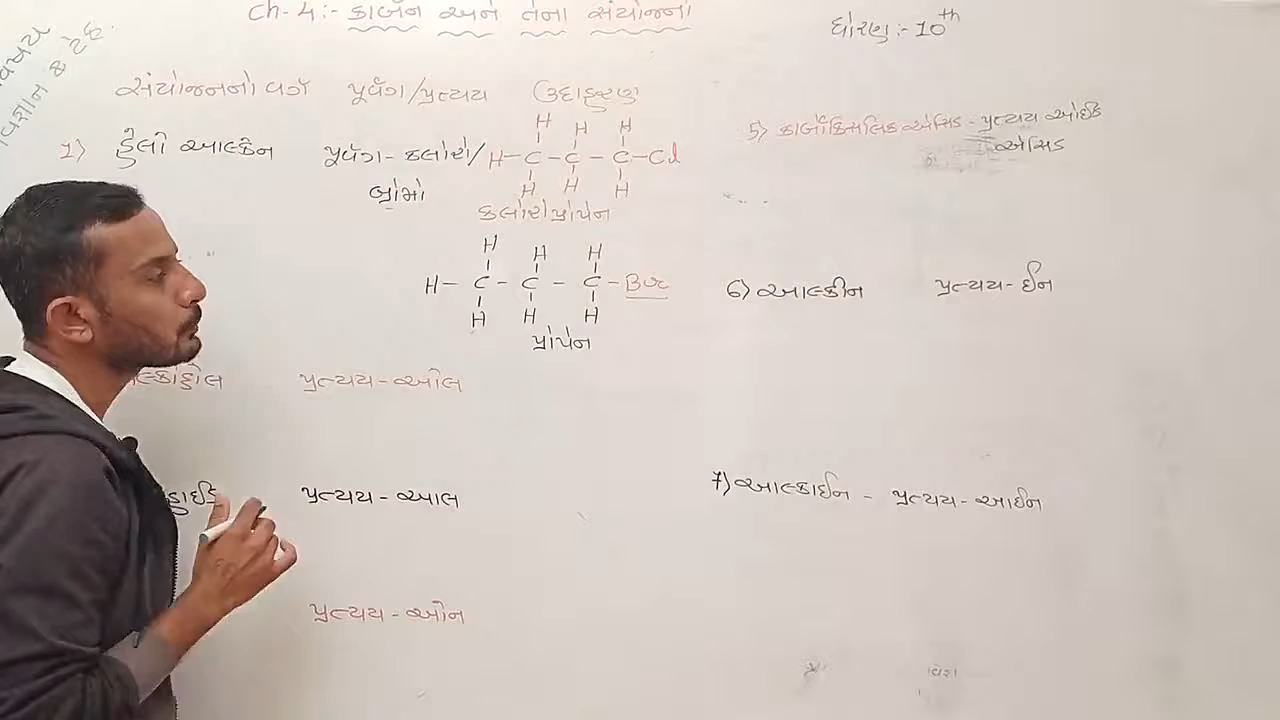 Ch-4:- કાર્બન અને તેના સંયોજનો
ધોરણ:- 10th
વિજ્ઞાન & ટેક
સંયોજનનો વર્ગ પૂર્વગ/પ્રત્યય ઉદાહરણ
1) હેલો આલ્કેન પૂર્વગ-ક્લોરો/
બ્રોમો
H H H
H-C-C-C-Cl
H H H
ક્લોરોપ્રોપેન
H H H
H-C-C-C-Br
H H H
પ્રોપેન
લ્કોહોલ પ્રત્યય-ઓલ
હાઈડ પ્રત્યય-આલ
પ્રત્યય-ઓન
5) કાર્બોક્સિલિક એસિડ - પ્રત્યય ઓઈક
એસિડ
6) આલ્કીન પ્રત્યય-ઈન
7) આલ્કાઈન - પ્રત્યય-આઈન